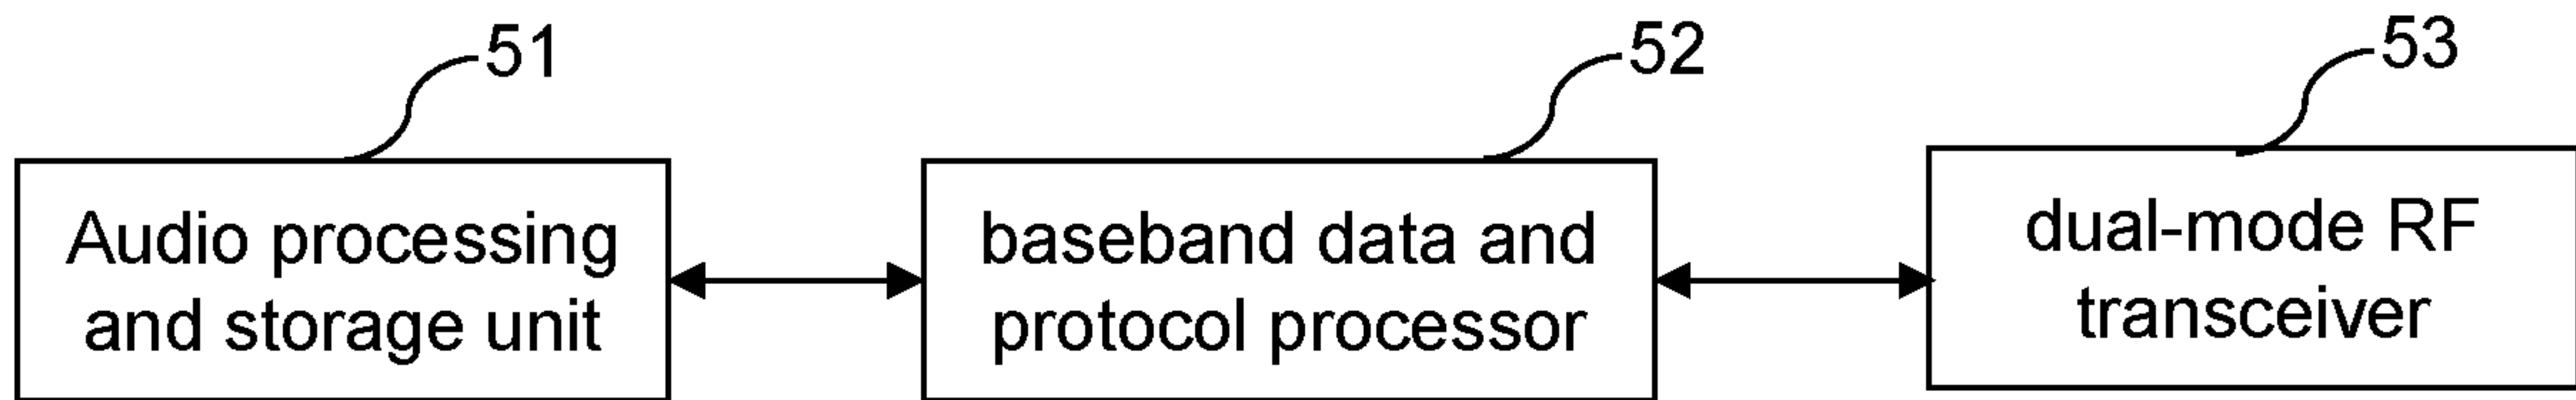 51
52
53
Audio processing
and storage unit
baseband data and
protocol processor
dual-mode RF
transceiver